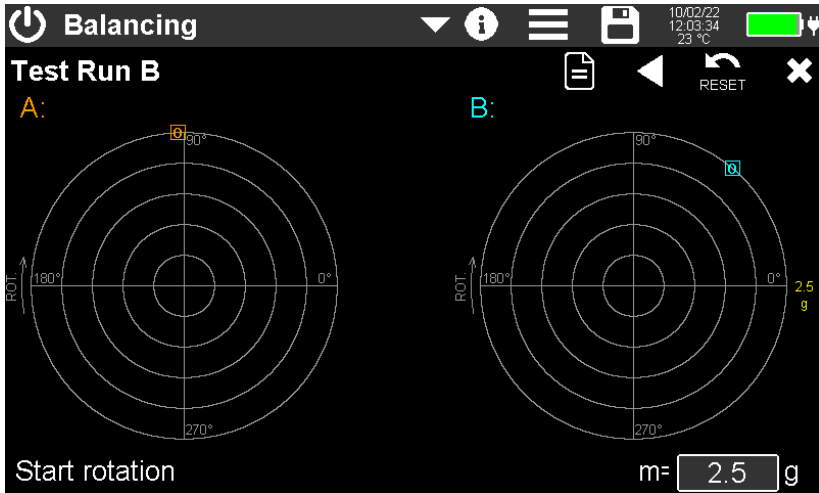 Balancing
10/02/22
12:03:34
23 °C
Test Run B
RESET
A:
B:
0
90°
180°
0°
270°
ROT.
0
90°
180°
0°
270°
ROT.
2.5
g
Start rotation
m= 2.5 g